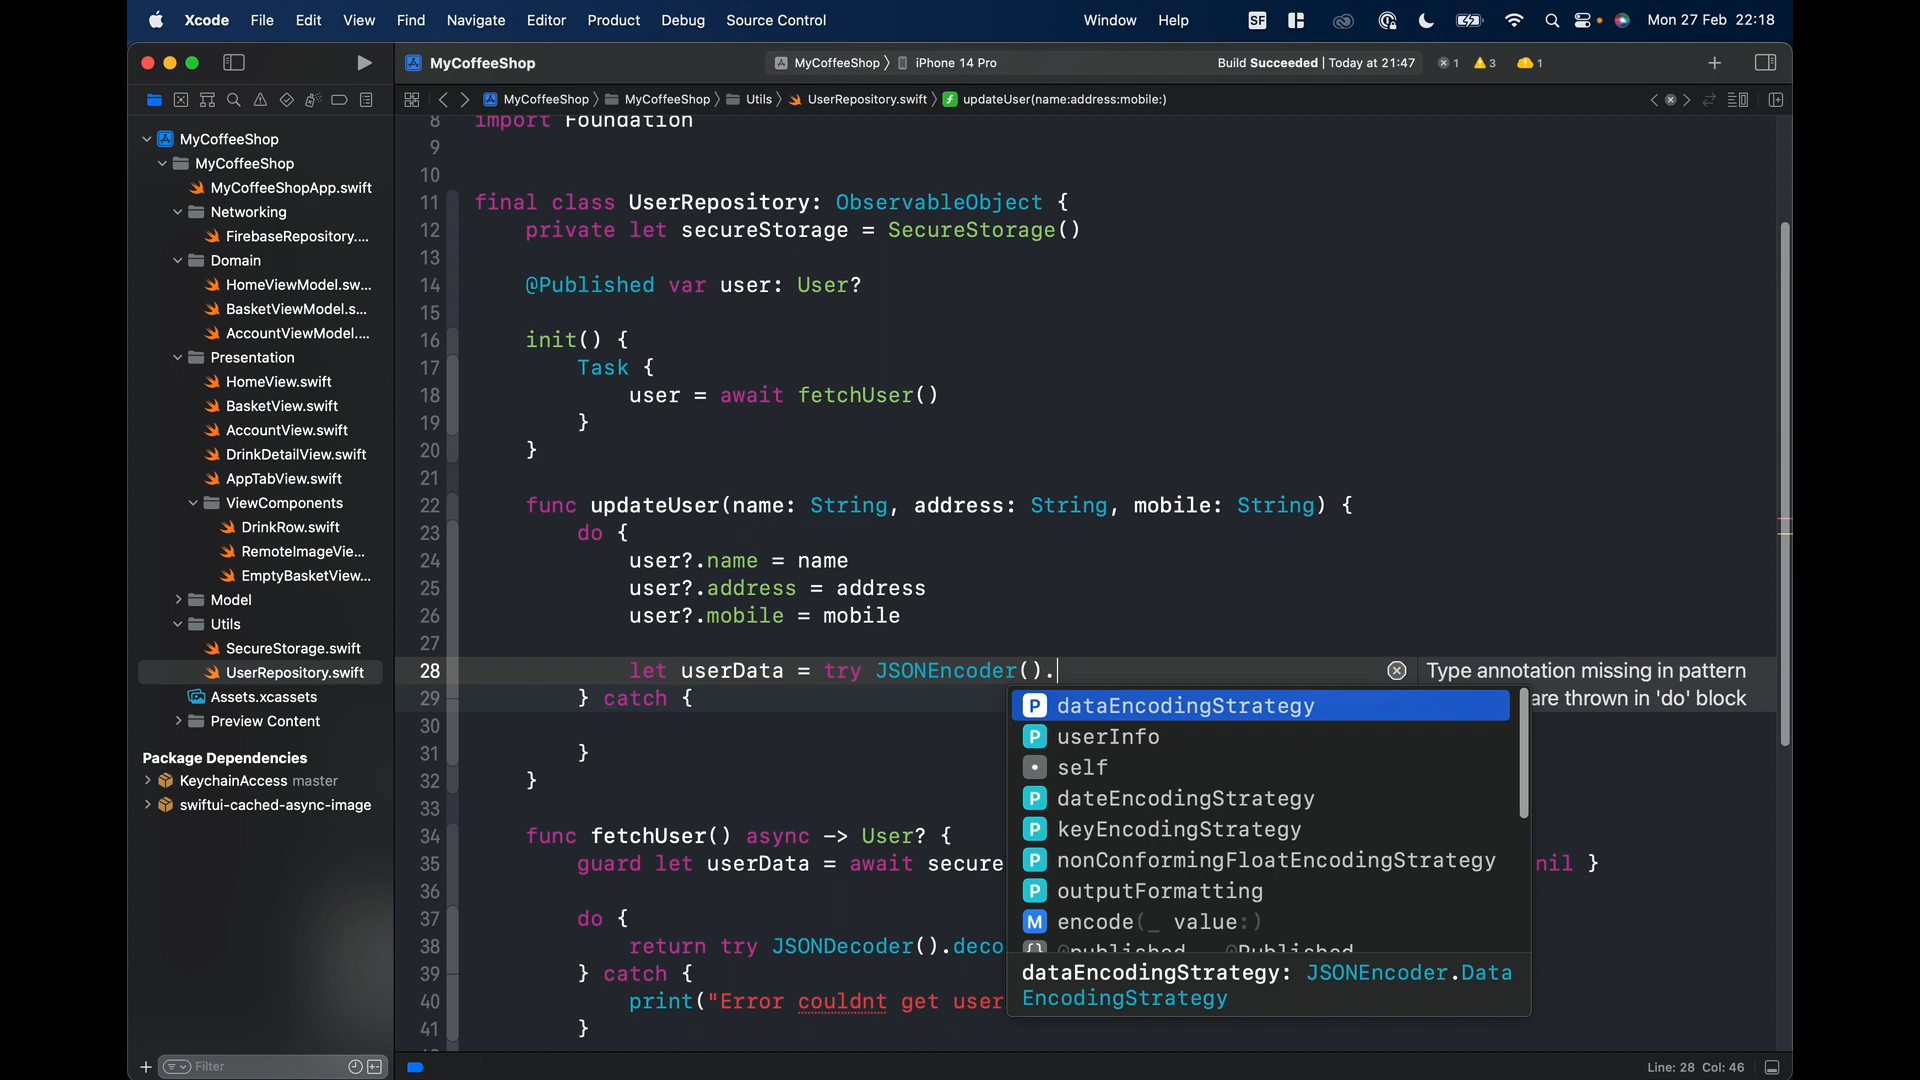 Xcode File Edit View Find Navigate Editor Product Debug Source Control Window Help SF Mon 27 Feb 22:18
MyCoffeeShop MyCoffeeShop iPhone 14 Pro Build Succeeded | Today at 21:47 1 3 1
MyCoffeeShop MyCoffeeShop Utils UserRepository.swift updateUser(name:address:mobile:)
MyCoffeeShop
MyCoffeeShop
MyCoffeeShopApp.swift
Networking
FirebaseRepository....
Domain
HomeViewModel.sw...
BasketViewModel.s...
AccountViewModel....
Presentation
HomeView.swift
BasketView.swift
AccountView.swift
DrinkDetailView.swift
AppTabView.swift
ViewComponents
DrinkRow.swift
RemoteImageVie...
EmptyBasketView...
Model
Utils
SecureStorage.swift
UserRepository.swift
Assets.xcassets
Preview Content
Package Dependencies
KeychainAccess master
swiftui-cached-async-image
Filter
8 import Foundation
9
10
11 final class UserRepository: ObservableObject {
12 private let secureStorage = SecureStorage()
13
14 @Published var user: User?
15
16 init() {
17 Task {
18 user = await fetchUser()
19 }
20 }
21
22 func updateUser(name: String, address: String, mobile: String) {
23 do {
24 user?.name = name
25 user?.address = address
26 user?.mobile = mobile
27
28 let userData = try JSONEncoder(). Type annotation missing in pattern
29 } catch { are thrown in 'do' block
30
31 }
32 }
33
34 func fetchUser() async -> User? {
35 guard let userData = await secure nil }
36
37 do {
38 return try JSONDecoder().deco
39 } catch {
40 print("Error couldnt get user
41 }
P dataEncodingStrategy
P userInfo
self
P dateEncodingStrategy
P keyEncodingStrategy
P nonConformingFloatEncodingStrategy
P outputFormatting
M encode(_ value:)
{} @published - @Published
dataEncodingStrategy: JSONEncoder.Data
EncodingStrategy
Line: 28 Col: 46